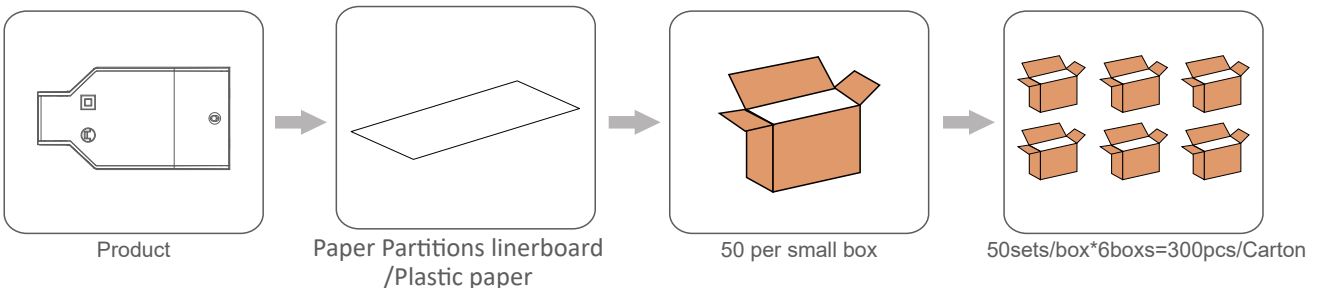 Product
Paper Partitions linerboard
/Plastic paper
50 per small box
50sets/box*6boxs=300pcs/Carton